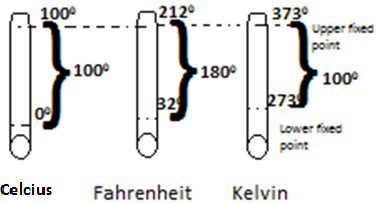 100⁰ 212⁰ 373⁰
Upper fixed
point
100⁰ 180⁰ 100⁰
0⁰ 32⁰ 273⁰
Lower fixed
point
Celcius Fahrenheit Kelvin